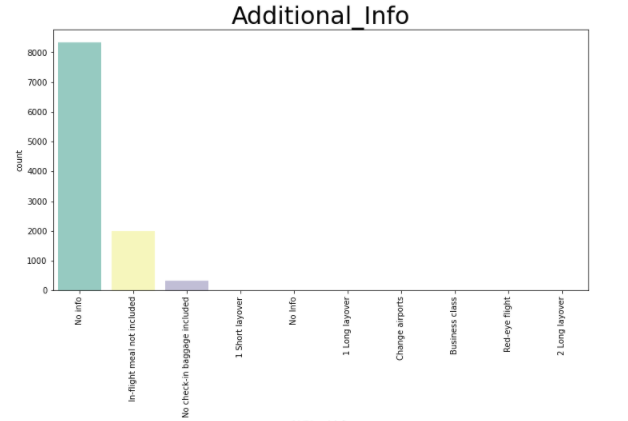 Additional_Info
8000
7000
6000
5000
4000
3000
2000
1000
0
count
No info
In-flight meal not included
No check-in baggage included
1 Short layover
No Info
1 Long layover
Change airports
Business class
Red-eye flight
2 Long layover